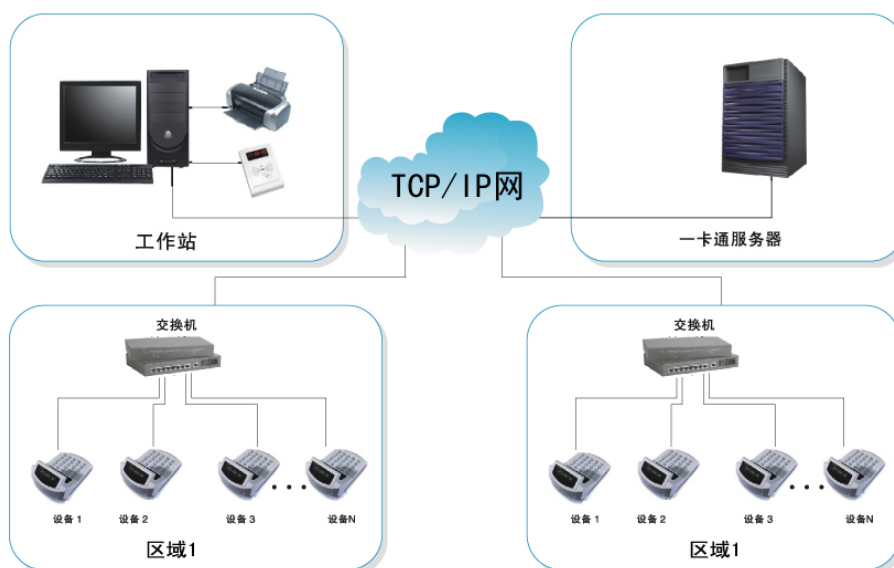 TCP/IP网
工作站
一卡通服务器
交换机
设备 1
设备 2
设备 3
设备N
区域1
交换机
设备 1
设备 2
设备 3
设备N
区域1